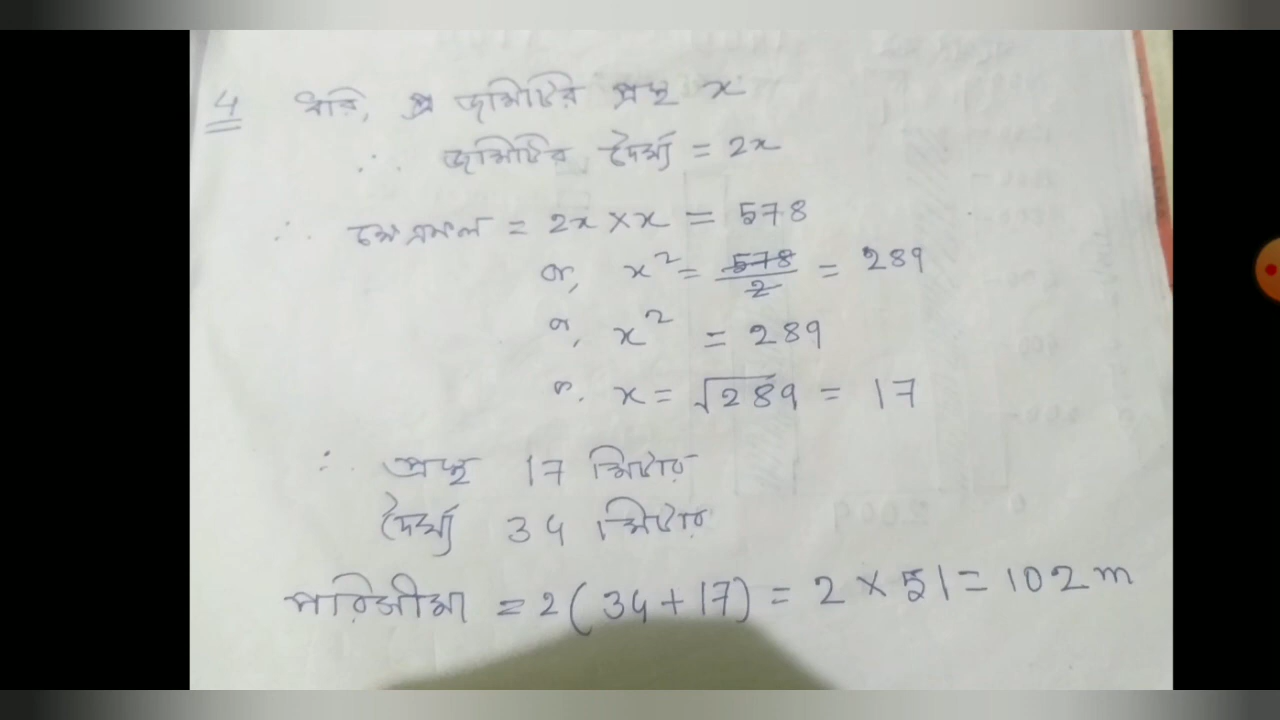 4 ধরি, প্র জমিটির প্রস্থ x
∴ জমিটির দৈর্ঘ্য = 2x
∴ ক্ষেত্রফল = 2x × x = 578
or, x² = 578/2 = 289
or, x² = 289
or, x = √289 = 17
∴ প্রস্থ 17 মিটার
দৈর্ঘ্য 34 মিটার
পরিসীমা = 2(34+17) = 2 × 51 = 102 m